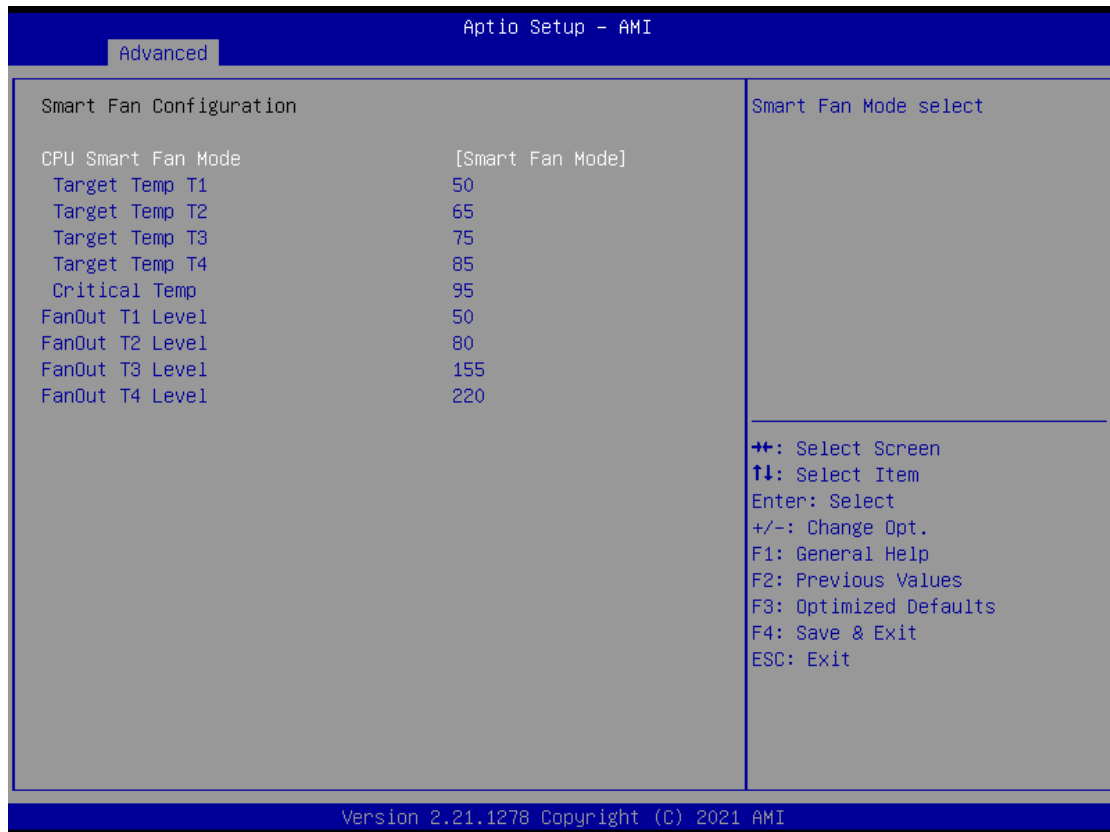 Aptio Setup – AMI
Advanced
Smart Fan Configuration
CPU Smart Fan Mode [Smart Fan Mode]
Target Temp T1 50
Target Temp T2 65
Target Temp T3 75
Target Temp T4 85
Critical Temp 95
FanOut T1 Level 50
FanOut T2 Level 80
FanOut T3 Level 155
FanOut T4 Level 220
Smart Fan Mode select
→←: Select Screen
↑↓: Select Item
Enter: Select
+/-: Change Opt.
F1: General Help
F2: Previous Values
F3: Optimized Defaults
F4: Save & Exit
ESC: Exit
Version 2.21.1278 Copyright (C) 2021 AMI